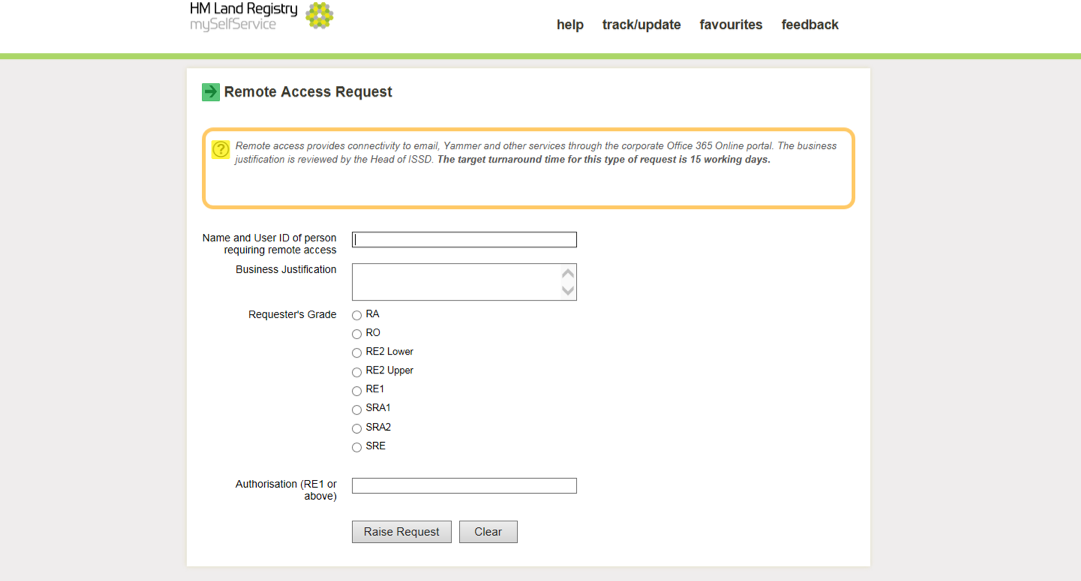 HM Land Registry
mySelfService
help track/update favourites feedback
Remote Access Request
Remote access provides connectivity to email, Yammer and other services through the corporate Office 365 Online portal. The business
justification is reviewed by the Head of ISSD. The target turnaround time for this type of request is 15 working days.
Name and User ID of person
requiring remote access
Business Justification
Requester's Grade
RA
RO
RE2 Lower
RE2 Upper
RE1
SRA1
SRA2
SRE
Authorisation (RE1 or
above)
Raise Request Clear